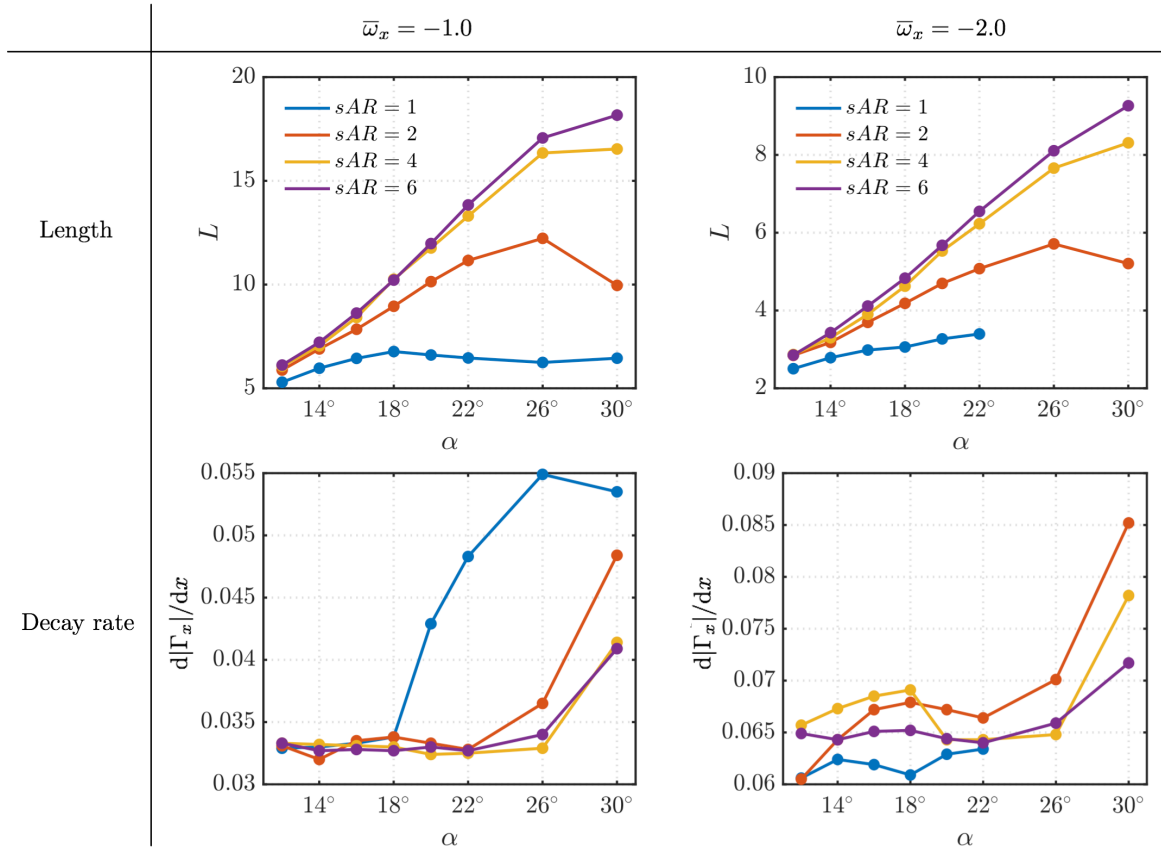 ω̅ₓ = −1.0 ω̅ₓ = −2.0
Length
20
15
10
5
L
sAR = 1
sAR = 2
sAR = 4
sAR = 6
14° 18° 22° 26° 30°
α
10
8
6
4
2
L
sAR = 1
sAR = 2
sAR = 4
sAR = 6
14° 18° 22° 26° 30°
α
Decay rate
0.055
0.05
0.045
0.04
0.035
0.03
d|Γₓ|/dx
14° 18° 22° 26° 30°
α
0.09
0.085
0.08
0.075
0.07
0.065
0.06
d|Γₓ|/dx
14° 18° 22° 26° 30°
α